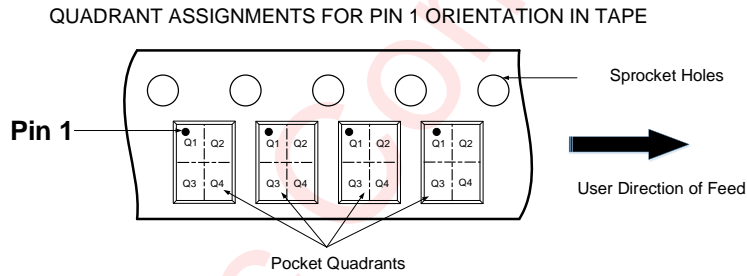 QUADRANT ASSIGNMENTS FOR PIN 1 ORIENTATION IN TAPE
Sprocket Holes
Pin 1
Q1 Q2 Q1 Q2 Q1 Q2 Q1 Q2
Q3 Q4 Q3 Q4 Q3 Q4 Q3 Q4
User Direction of Feed
Pocket Quadrants